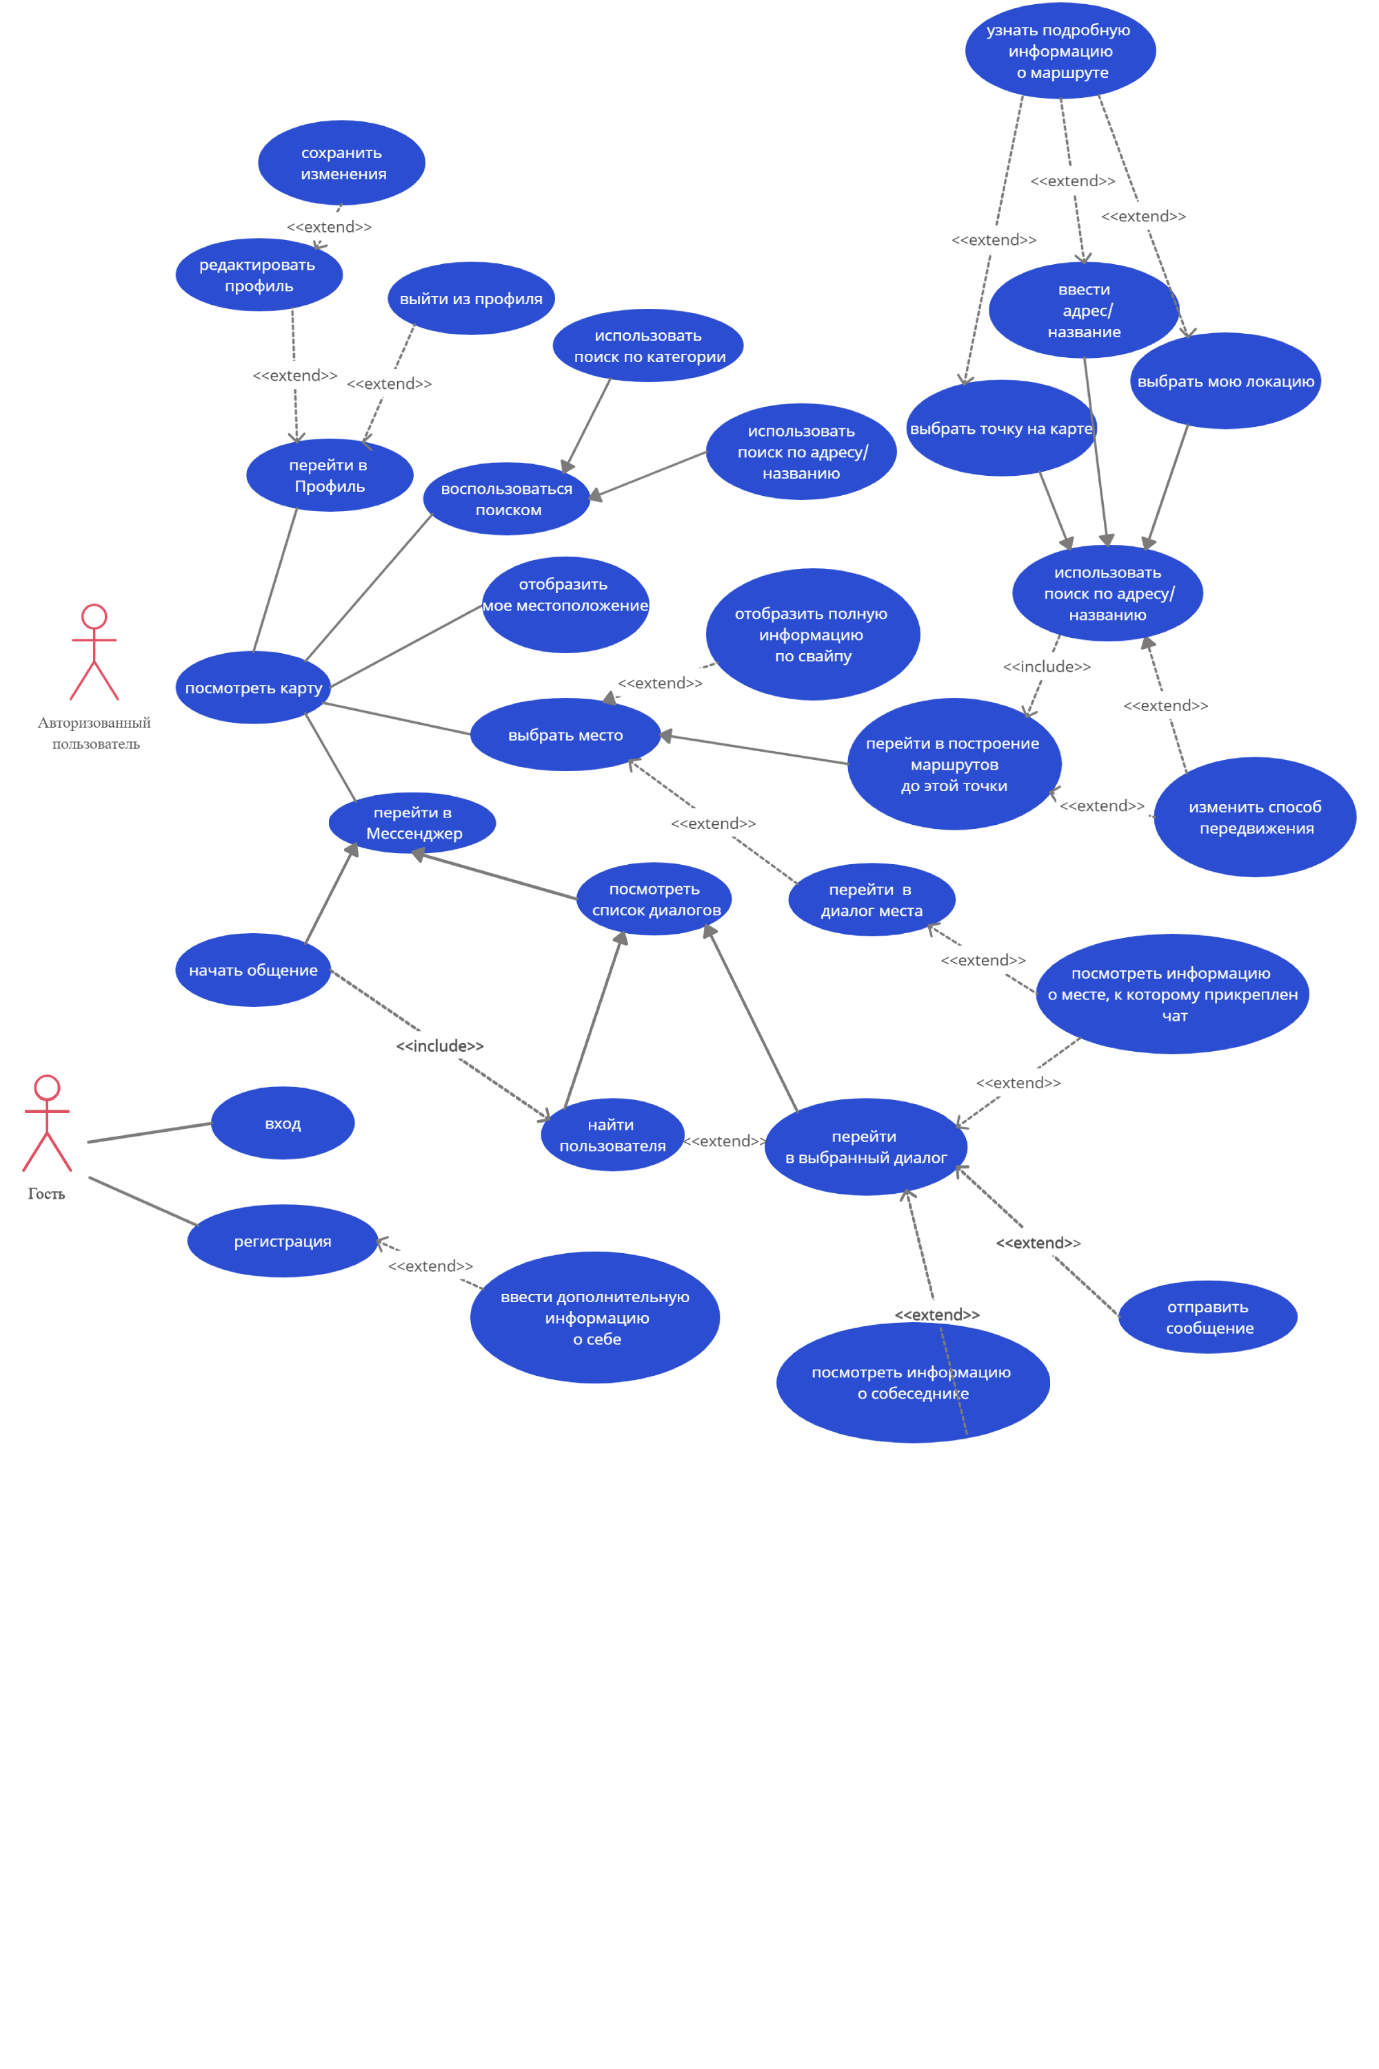 узнать подробную
информацию
о маршруте
сохранить
изменения
<<extend>>
<<extend>>
<<extend>>
<<extend>>
редактировать
профиль
выйти из профиля
ввести
адрес/
название
использовать
поиск по категории
<<extend>>
<<extend>>
выбрать мою локацию
выбрать точку на карте
использовать
поиск по адресу/
названию
перейти в
Профиль
воспользоваться
поиском
отобразить
мое местоположение
использовать
поиск по адресу/
названию
отобразить полную
информацию
по свайпу
<<include>>
<<extend>>
посмотреть карту
<<extend>>
Авторизованный
пользователь
выбрать место
перейти в построение
маршрутов
до этой точки
<<extend>>
изменить способ
передвижения
перейти в
Мессенджер
<<extend>>
посмотреть
список диалогов
перейти в
диалог места
начать общение
<<extend>>
посмотреть информацию
о месте, к которому прикреплен
чат
<<include>>
<<extend>>
вход
найти
пользователя
<<extend>>
перейти
в выбранный диалог
Гость
регистрация
<<extend>>
<<extend>>
ввести дополнительную
информацию
о себе
<<extend>>
отправить
сообщение
посмотреть информацию
о собеседнике